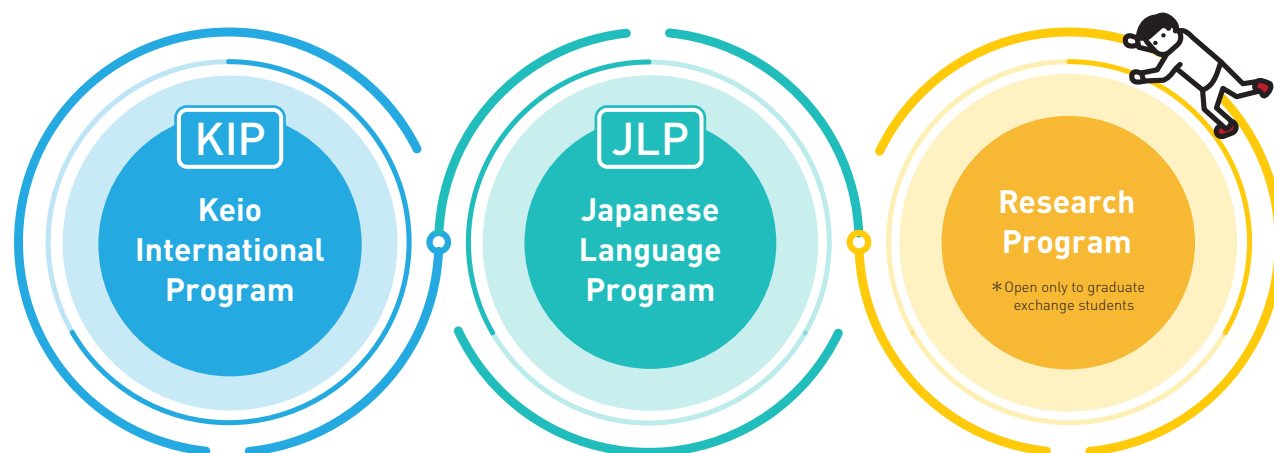 KIP
Keio
International
Program
JLP
Japanese
Language
Program
Research
Program
*Open only to graduate
exchange students